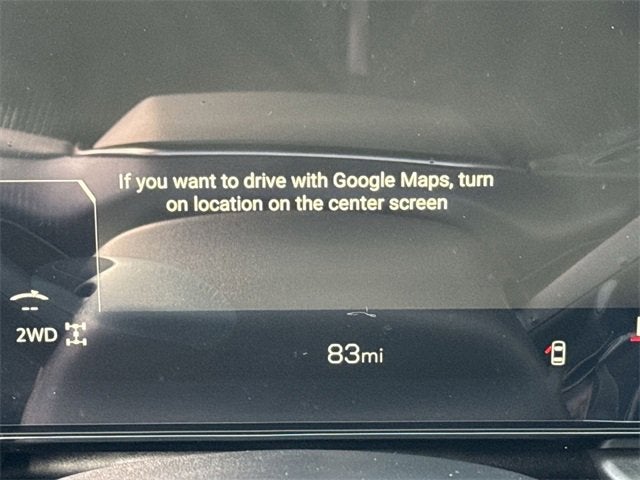 If you want to drive with Google Maps, turn
on location on the center screen
--
2WD
83mi